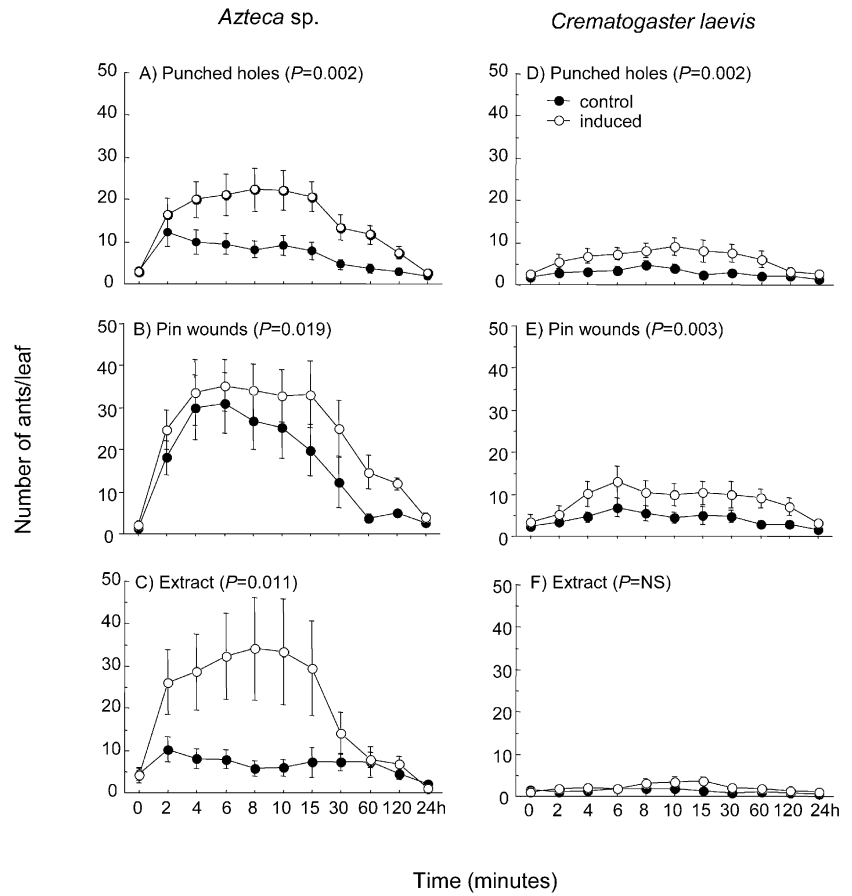 Azteca sp.
Crematogaster laevis
A) Punched holes (P=0.002)
50
40
30
20
10
0
D) Punched holes (P=0.002)
control
induced
50
40
30
20
10
0
Number of ants/leaf
B) Pin wounds (P=0.019)
50
40
30
20
10
0
E) Pin wounds (P=0.003)
50
40
30
20
10
0
C) Extract (P=0.011)
50
40
30
20
10
0
0 2 4 6 8 10 15 30 60 120 24h
F) Extract (P=NS)
50
40
30
20
10
0
0 2 4 6 8 10 15 30 60 120 24h
Time (minutes)